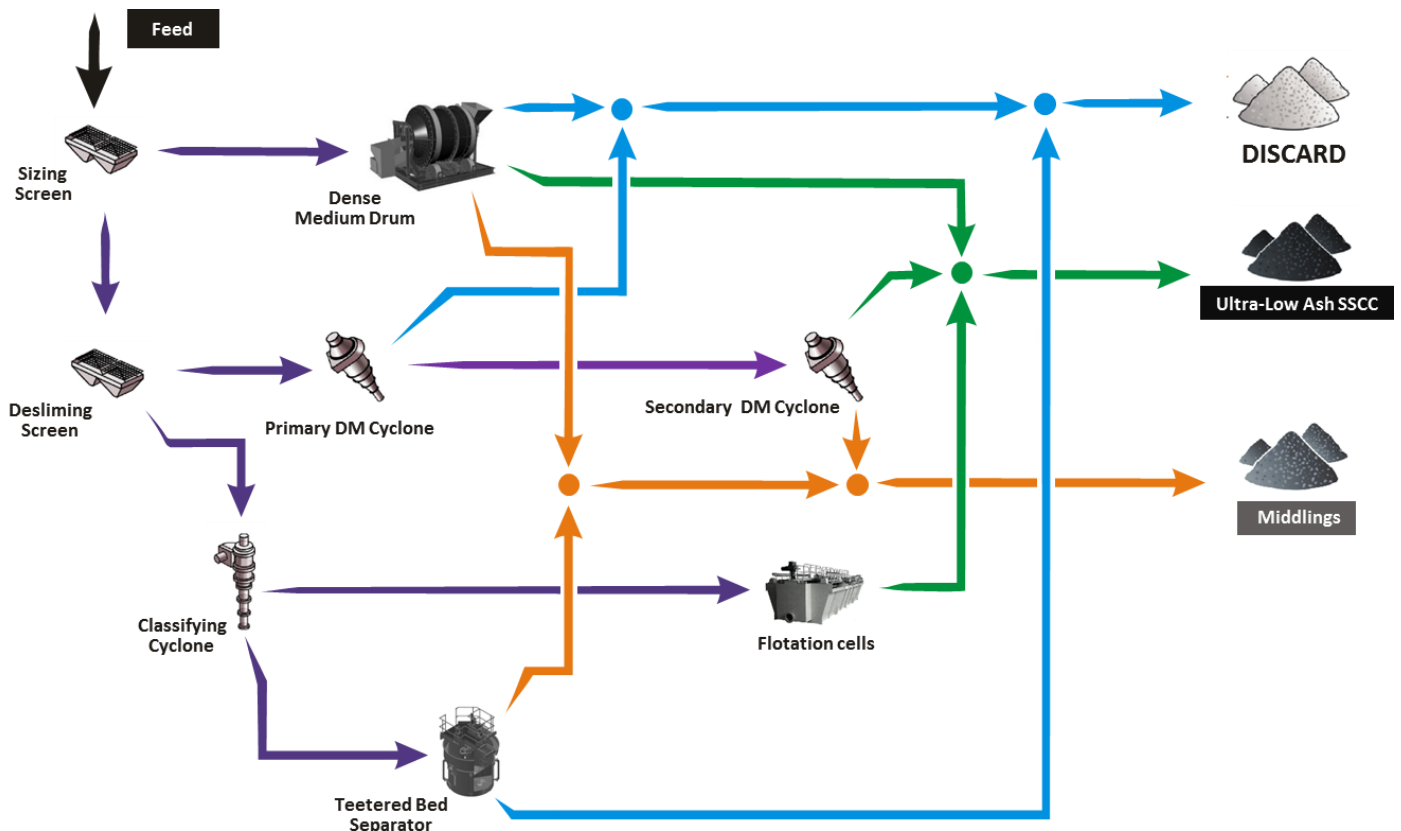 Feed
Sizing
Screen
Dense
Medium Drum
DISCARD
Ultra-Low Ash SSCC
Desliming
Screen
Primary DM Cyclone
Secondary DM Cyclone
Middlings
Classifying
Cyclone
Flotation cells
Teetered Bed
Separator